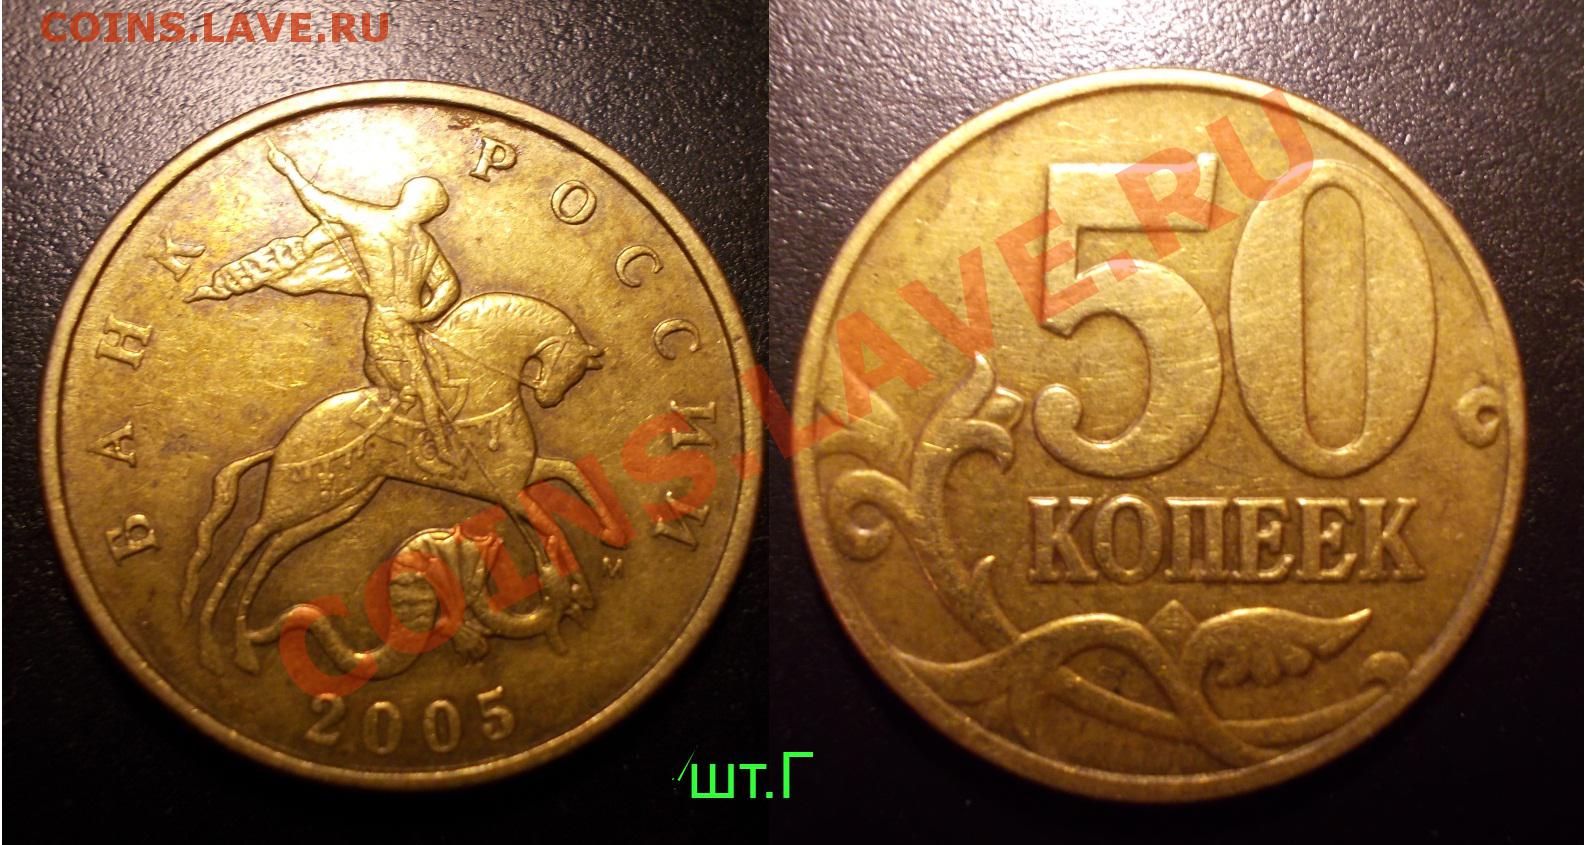 COINS.LAVE.RU
БАНК РОССИИ
М
2005
50
КОПЕЕК
COINS.LAVE.RU
шт.Г